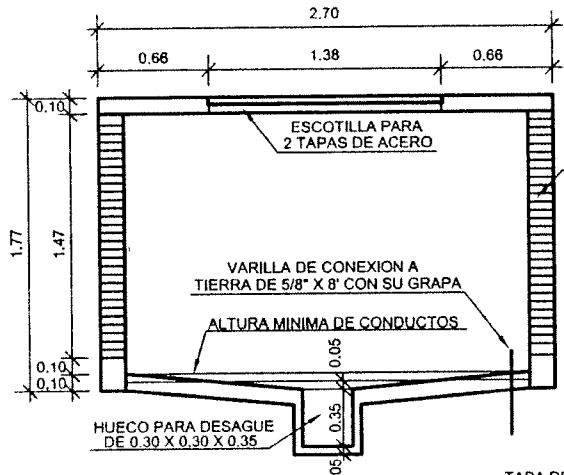 2.70
0.66
1.38
0.66
0.10
ESCOTILLA PARA
2 TAPAS DE ACERO
1.77
1.47
VARILLA DE CONEXION A
TIERRA DE 5/8" X 8' CON SU GRAPA
ALTURA MINIMA DE CONDUCTOS
0.05
0.10
0.10
0.35
HUECO PARA DESAGUE
DE 0.30 X 0.30 X 0.35